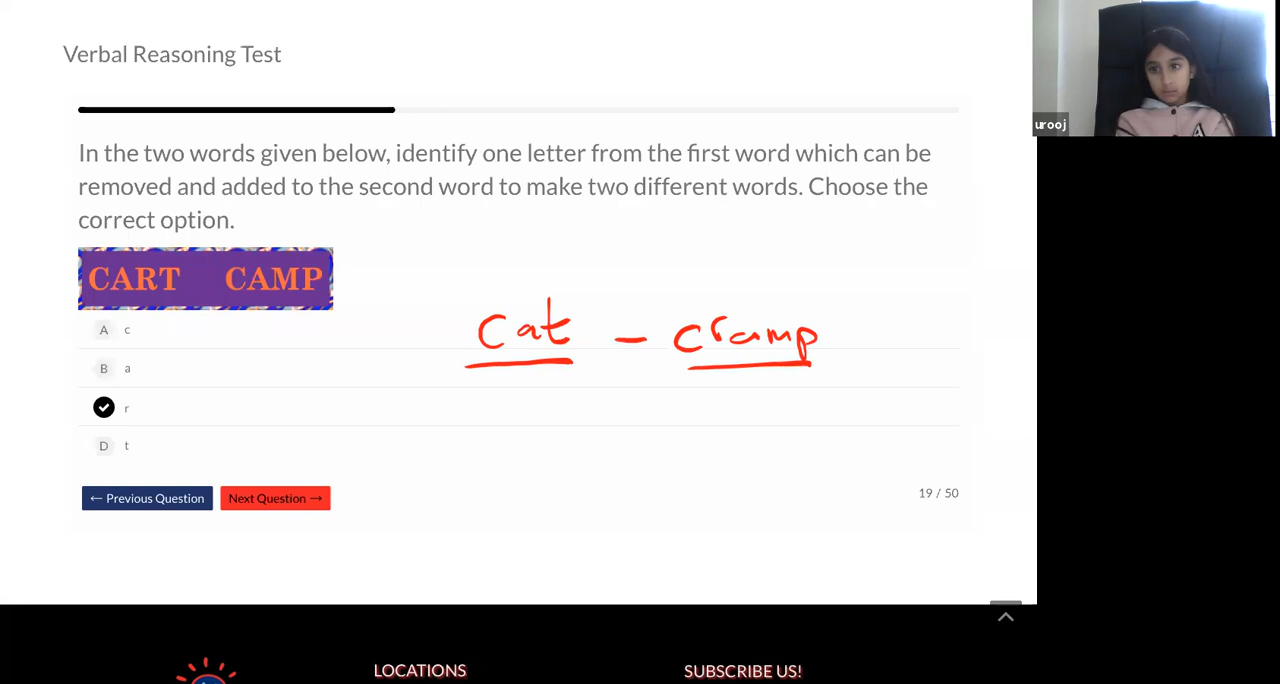 Verbal Reasoning Test
urooj
In the two words given below, identify one letter from the first word which can be
removed and added to the second word to make two different words. Choose the
correct option.
CART CAMP
A c
cat - cramp
B a
r
D t
← Previous Question Next Question →
19 / 50
LOCATIONS
SUBSCRIBE US!